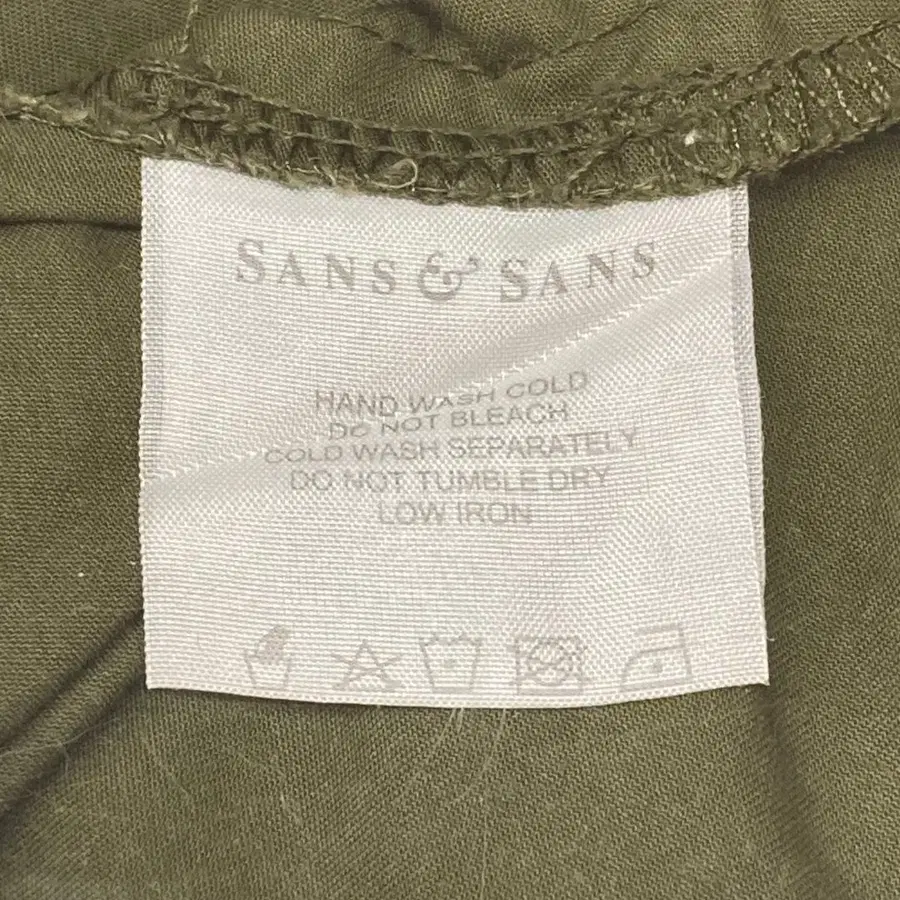 SANS & SANS
HAND WASH COLD
DO NOT BLEACH
COLD WASH SEPARATELY
DO NOT TUMBLE DRY
LOW IRON